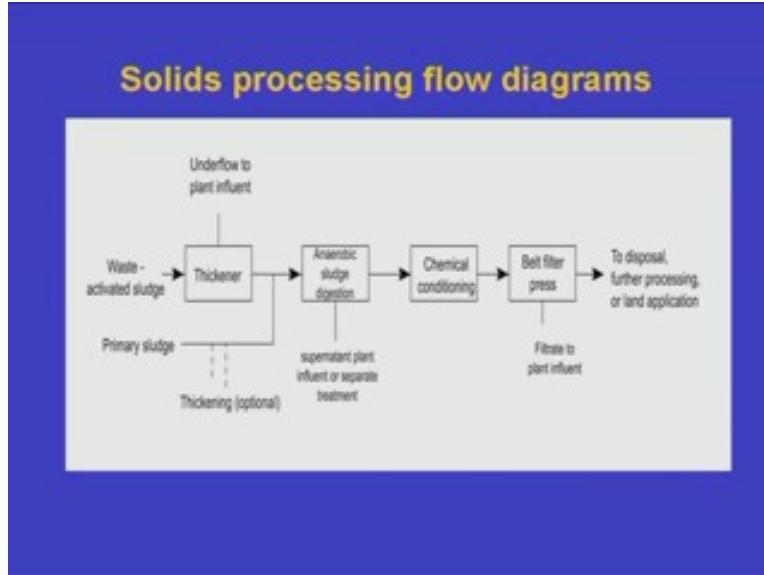 Solids processing flow diagrams
Underflow to
plant influent
Waste -
activated sludge
Thickener
Anaerobic
sludge
digestion
Chemical
conditioning
Belt filter
press
To disposal,
further processing,
or land application
Primary sludge
Thickening (optional)
supernatant plant
influent or separate
treatment
Filtrate to
plant influent